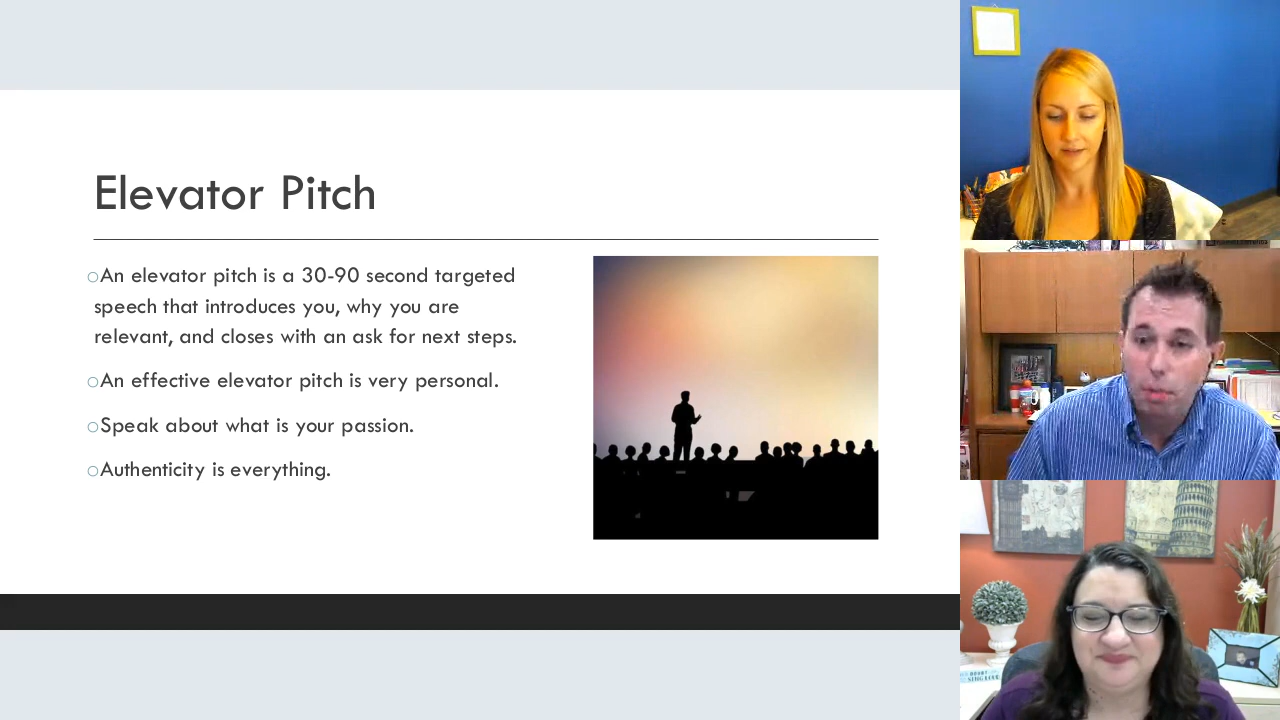 Elevator Pitch
○An elevator pitch is a 30-90 second targeted
speech that introduces you, why you are
relevant, and closes with an ask for next steps.
○An effective elevator pitch is very personal.
○Speak about what is your passion.
○Authenticity is everything.